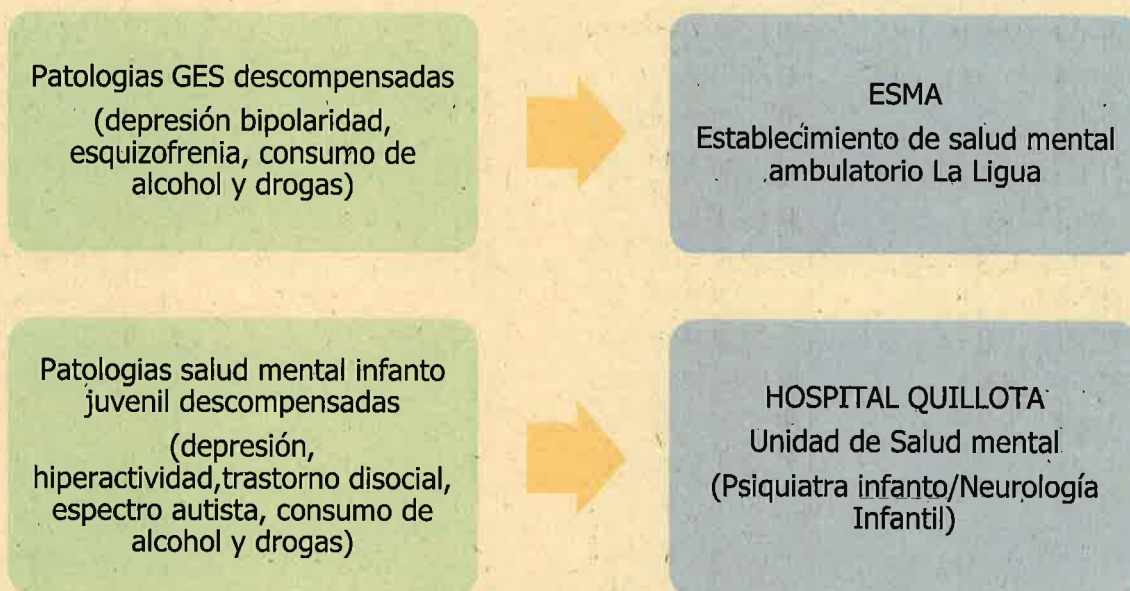 Patologias GES descompensadas
(depresión bipolaridad,
esquizofrenia, consumo de
alcohol y drogas)
ESMA
Establecimiento de salud mental
ambulatorio La Ligua
Patologias salud mental infanto
juvenil descompensadas
(depresión,
hiperactividad,trastorno disocial,
espectro autista, consumo de
alcohol y drogas)
HOSPITAL QUILLOTA
Unidad de Salud mental
(Psiquiatra infanto/Neurología
Infantil)